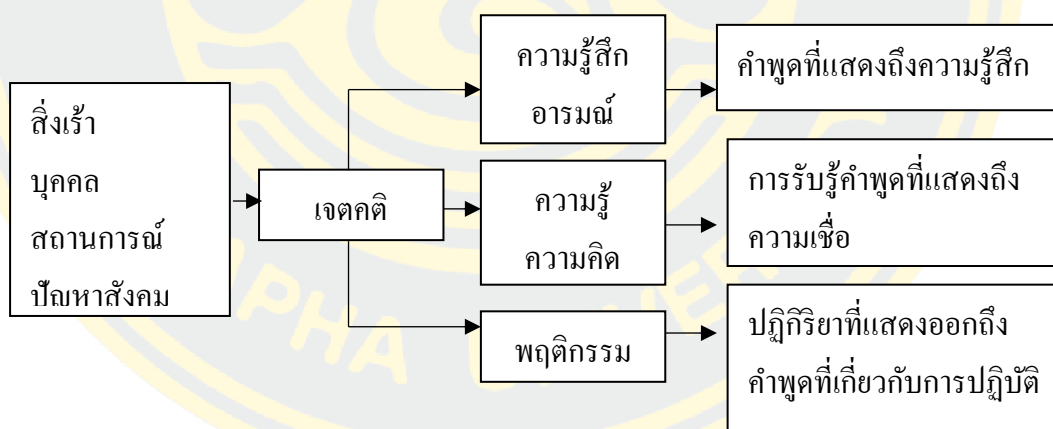 สิ่งเร้า
บุคคล
สถานการณ์
ปัญหาสังคม
เจตคติ
ความรู้สึก
อารมณ์
คำพูดที่แสดงถึงความรู้สึก
ความรู้
ความคิด
การรับรู้คำพูดที่แสดงถึง
ความเชื่อ
พฤติกรรม
ปฏิกิริยาที่แสดงออกถึง
คำพูดที่เกี่ยวกับการปฏิบัติ